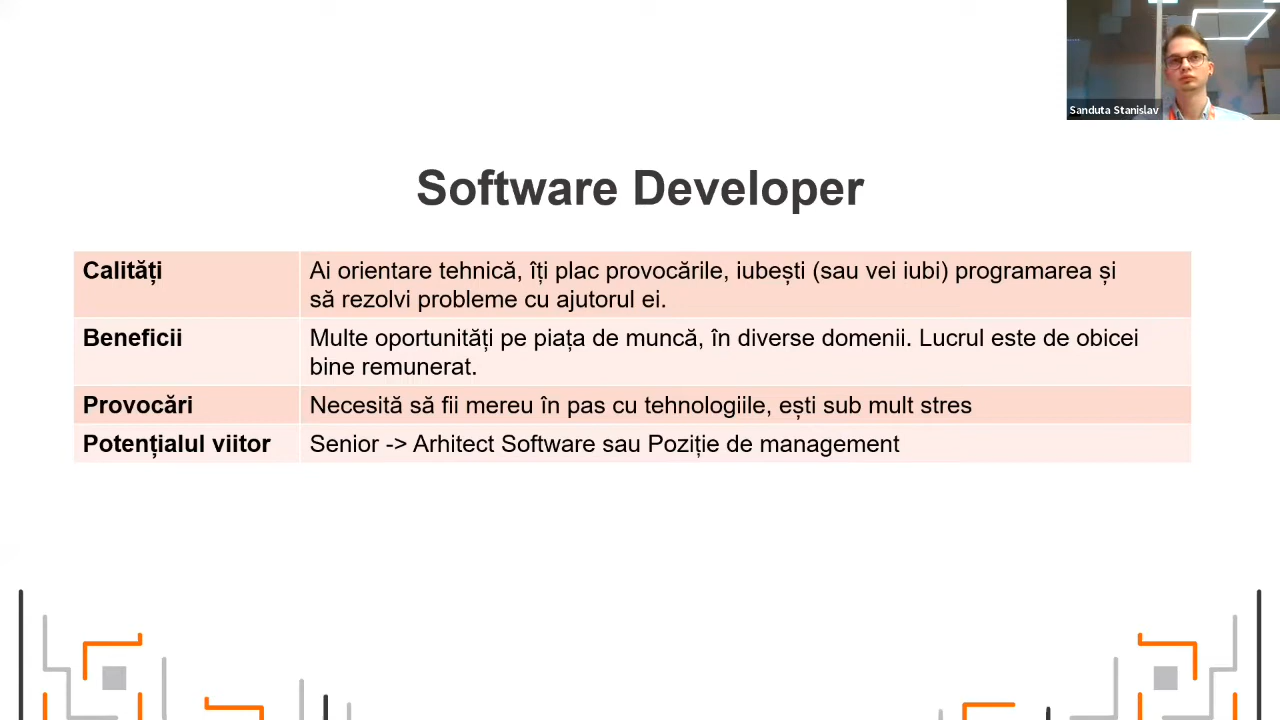 Sanduta Stanislav
Software Developer
Calități
Ai orientare tehnică, îți plac provocările, iubești (sau vei iubi) programarea și
să rezolvi probleme cu ajutorul ei.
Beneficii
Multe oportunități pe piața de muncă, în diverse domenii. Lucrul este de obicei
bine remunerat.
Provocări
Necesită să fii mereu în pas cu tehnologiile, ești sub mult stres
Potențialul viitor
Senior -> Arhitect Software sau Poziție de management